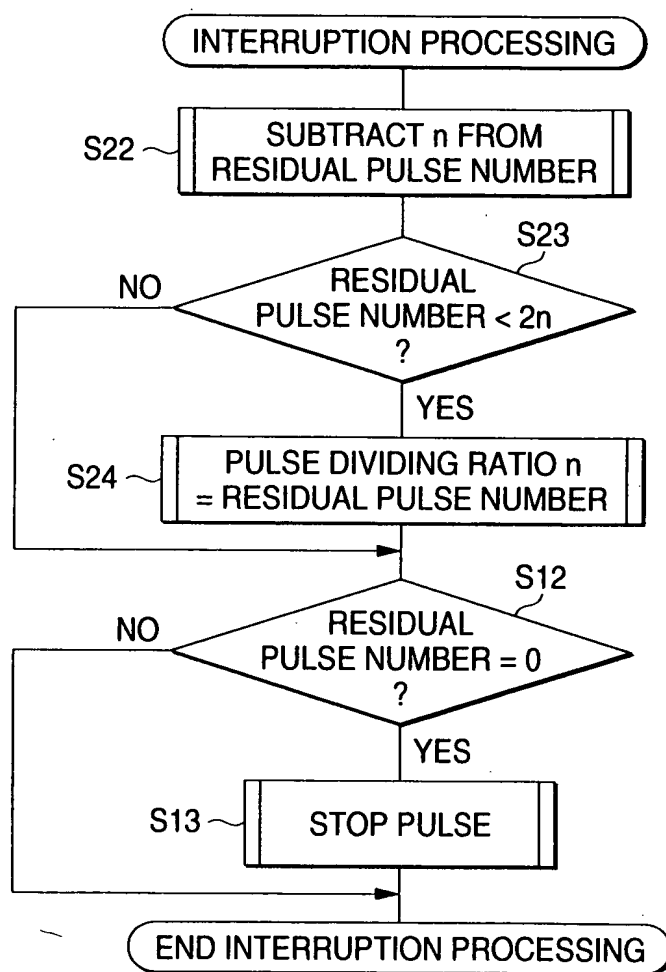 INTERRUPTION PROCESSING
S22
SUBTRACT n FROM
RESIDUAL PULSE NUMBER
S23
NO
RESIDUAL
PULSE NUMBER < 2n
?
YES
S24
PULSE DIVIDING RATIO n
= RESIDUAL PULSE NUMBER
S12
NO
RESIDUAL
PULSE NUMBER = 0
?
YES
S13
STOP PULSE
END INTERRUPTION PROCESSING